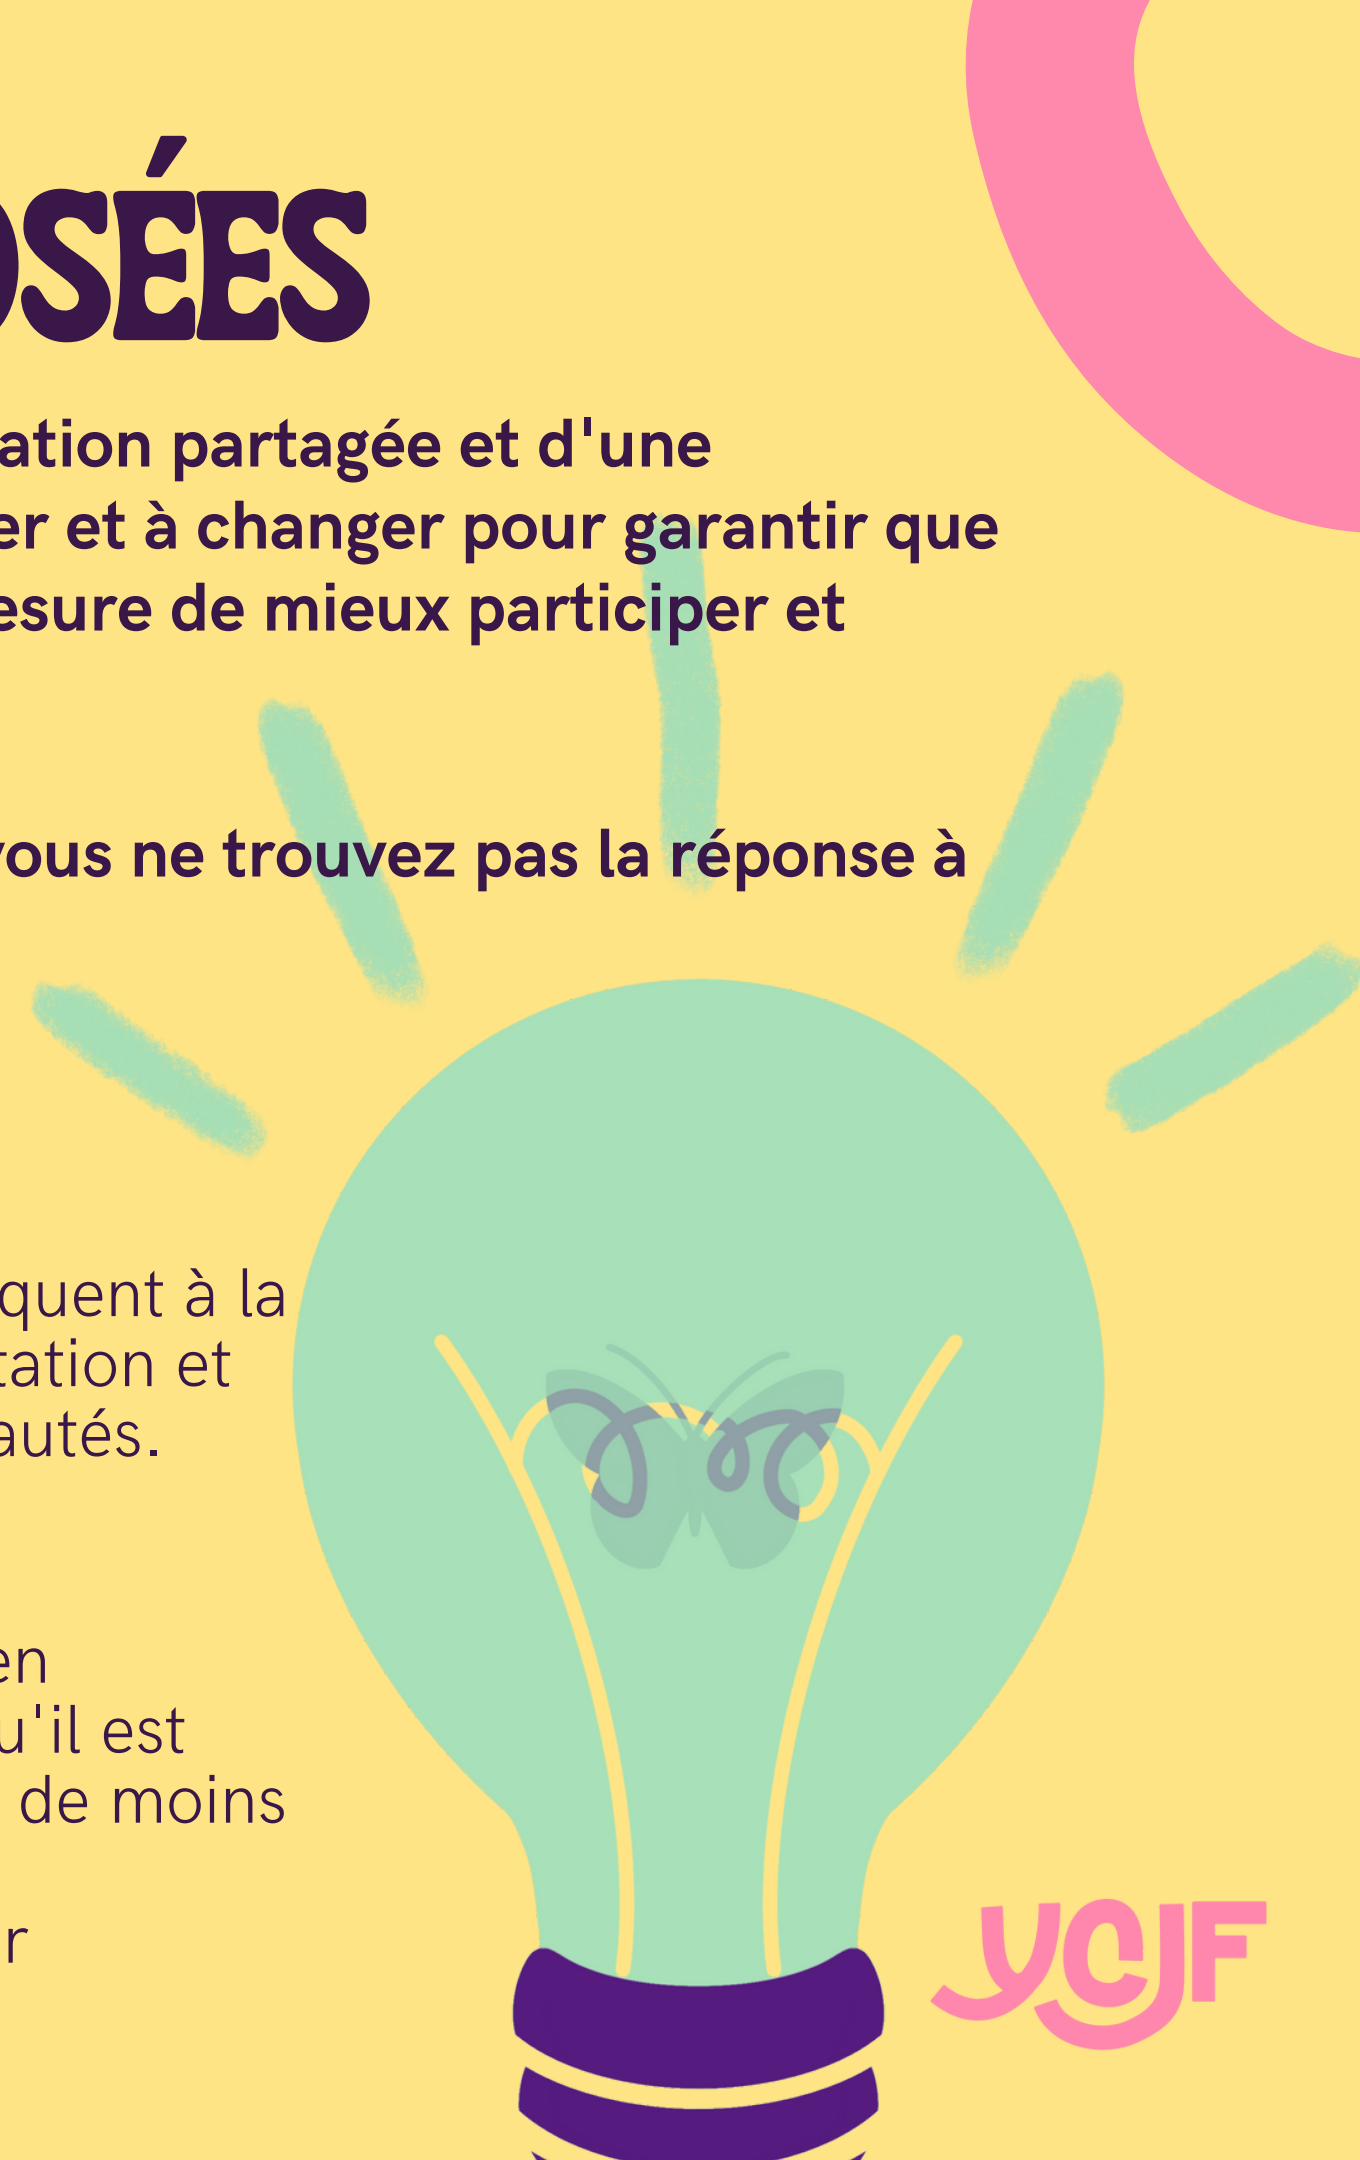 OSÉES
ation partagée et d'une
er et à changer pour garantir que
esure de mieux participer et
vous ne trouvez pas la réponse à
quent à la
tation et
autés.
en
u'il est
de moins
r
YCJF